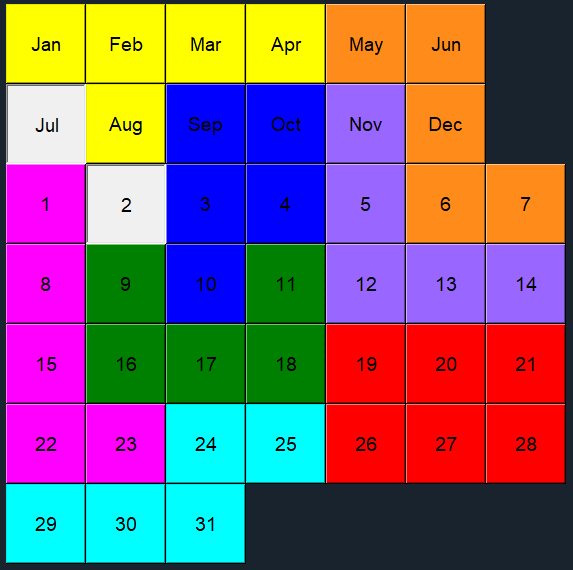 Jan Feb Mar Apr May Jun
Jul Aug Sep Oct Nov Dec
1 2 3 4 5 6 7
8 9 10 11 12 13 14
15 16 17 18 19 20 21
22 23 24 25 26 27 28
29 30 31